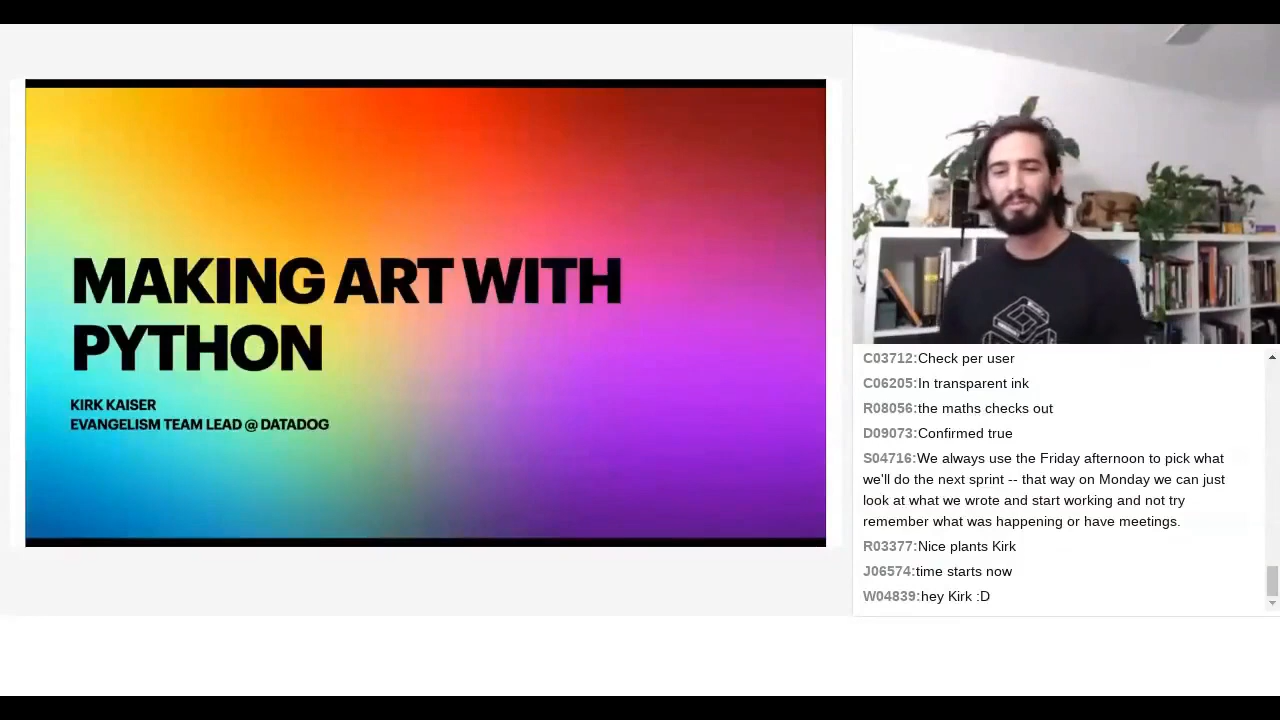 MAKING ART WITH
PYTHON
KIRK KAISER
EVANGELISM TEAM LEAD @ DATADOG
C03712:Check per user
C06205:In transparent ink
R08056:the maths checks out
D09073:Confirmed true
S04716:We always use the Friday afternoon to pick what
we'll do the next sprint -- that way on Monday we can just
look at what we wrote and start working and not try
remember what was happening or have meetings.
R03377:Nice plants Kirk
J06574:time starts now
W04839:hey Kirk :D